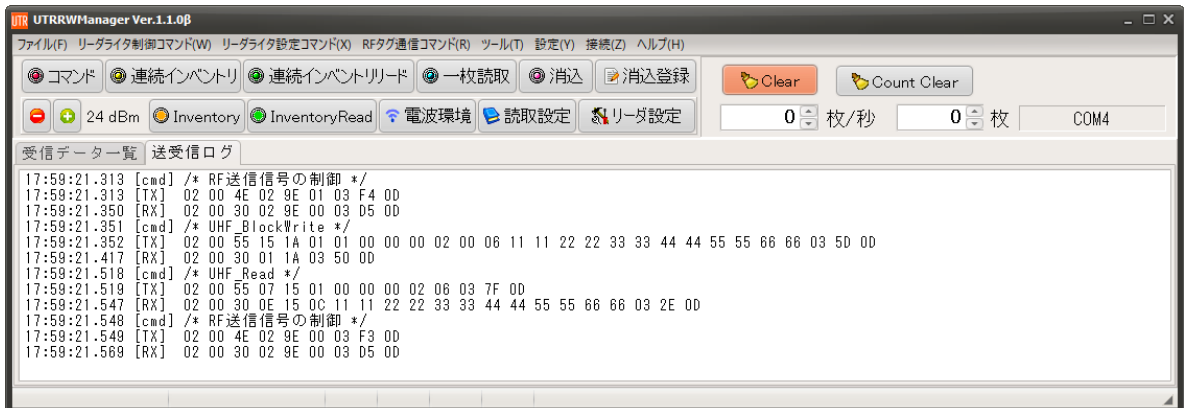 UTR UTRRWManager Ver.1.1.0β
ファイル(F) リーダライタ制御コマンド(W) リーダライタ設定コマンド(X) RFタグ通信コマンド(R) ツール(T) 設定(Y) 接続(Z) ヘルプ(H)
コマンド 連続インベントリ 連続インベントリリード 一枚読取 消込 消込登録 Clear Count Clear
24 dBm Inventory InventoryRead 電波環境 読取設定 リーダ設定 0 枚/秒 0 枚 COM4
受信データ一覧 送受信ログ
17:59:21.313 [cmd] /* RF送信信号の制御 */
17:59:21.313 [TX] 02 00 4E 02 9E 01 03 F4 0D
17:59:21.350 [RX] 02 00 30 02 9E 00 03 D5 0D
17:59:21.351 [cmd] /* UHF_BlockWrite */
17:59:21.352 [TX] 02 00 55 15 1A 01 01 00 00 00 02 00 06 11 11 22 22 33 33 44 44 55 55 66 66 03 5D 0D
17:59:21.417 [RX] 02 00 30 01 1A 03 50 0D
17:59:21.518 [cmd] /* UHF_Read */
17:59:21.519 [TX] 02 00 55 07 15 01 00 00 00 02 06 03 7F 0D
17:59:21.547 [RX] 02 00 30 0E 15 0C 11 11 22 22 33 33 44 44 55 55 66 66 03 2E 0D
17:59:21.548 [cmd] /* RF送信信号の制御 */
17:59:21.549 [TX] 02 00 4E 02 9E 00 03 F3 0D
17:59:21.569 [RX] 02 00 30 02 9E 00 03 D5 0D